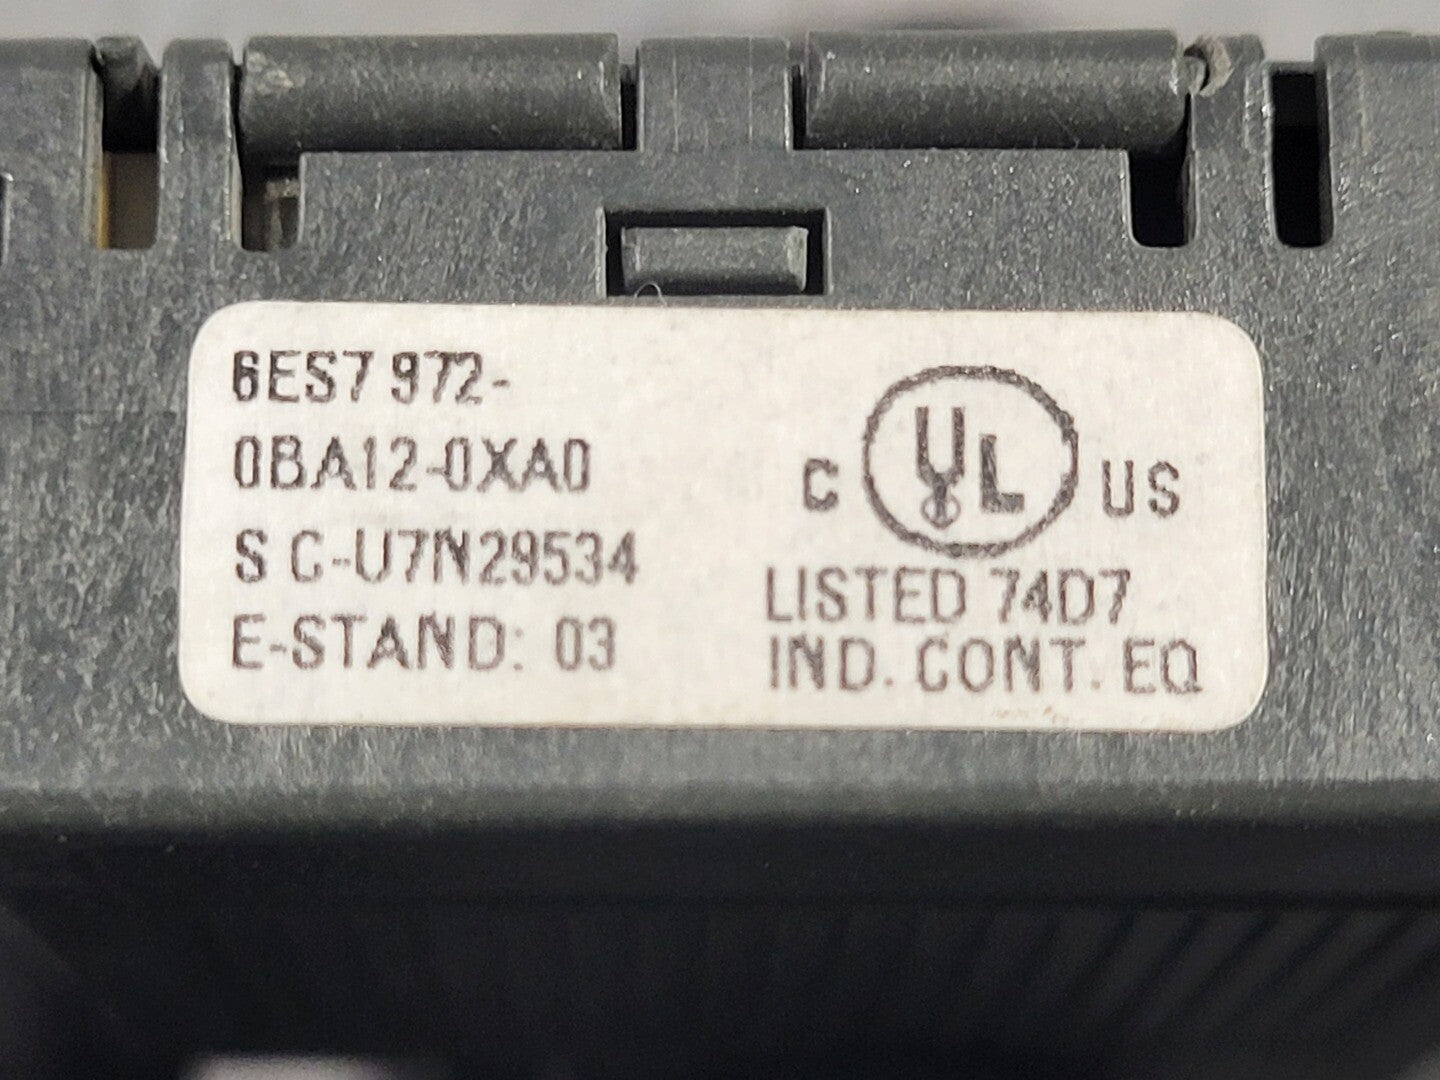 6ES7 972-
0BA12-0XA0
S C-U7N29534
E-STAND: 03
C UL US
LISTED 74D7
IND. CONT. EQ